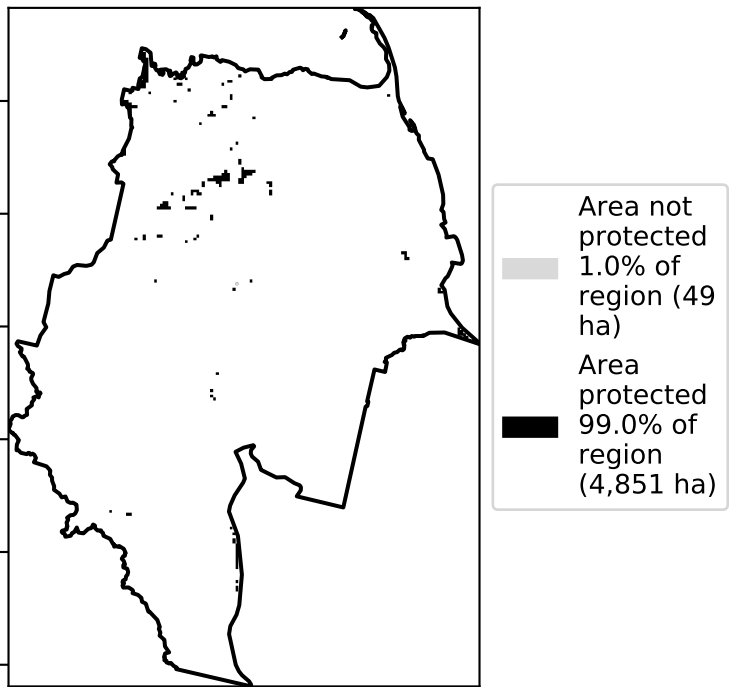 Area not
protected
1.0% of
region (49
ha)
Area
protected
99.0% of
region
(4,851 ha)